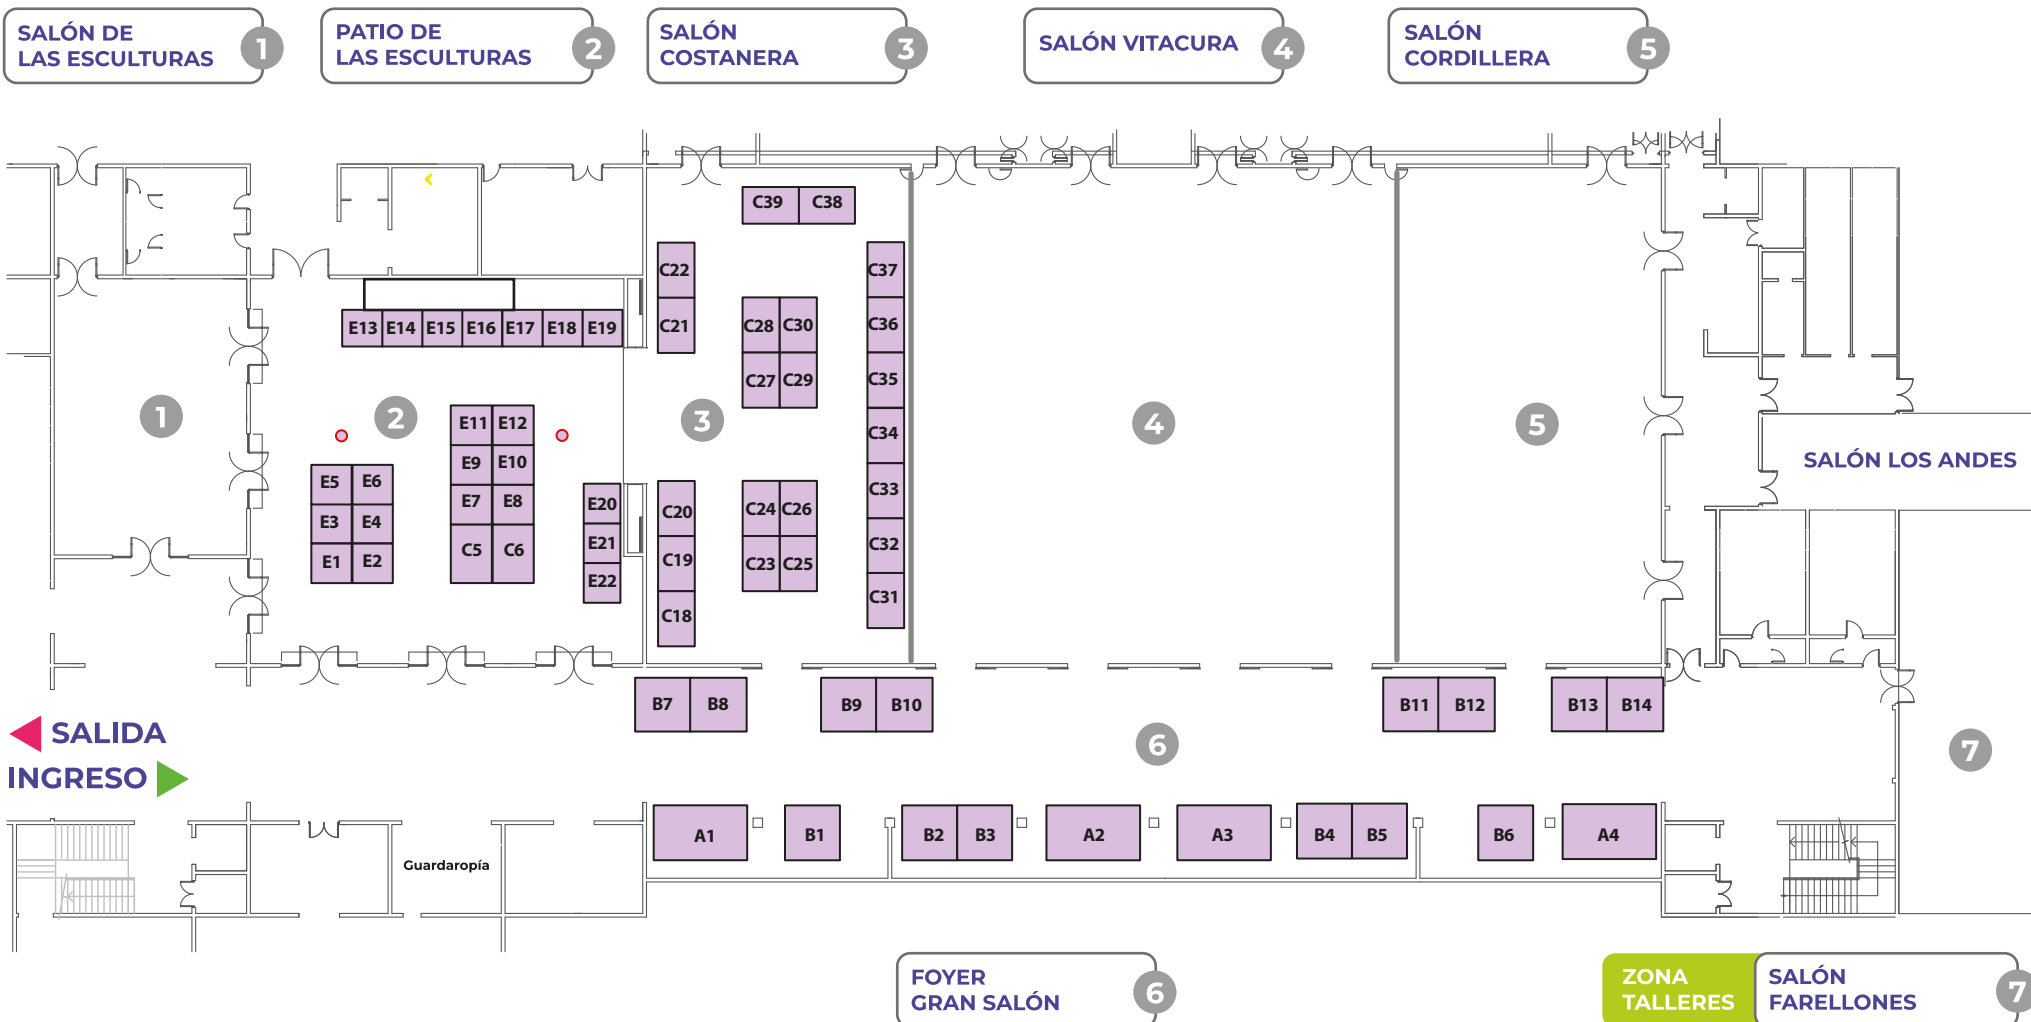 SALÓN DE
LAS ESCULTURAS
1
PATIO DE
LAS ESCULTURAS
2
SALÓN
COSTANERA
3
SALÓN VITACURA
4
SALÓN
CORDILLERA
5
C39 C38
C22 C37
C21 C28 C30 C36
E13 E14 E15 E16 E17 E18 E19
C27 C29 C35
1
2
3
4
5
E11 E12 C34
E9 E10
SALÓN LOS ANDES
E5 E6
E7 E8 E20 C20 C24 C26 C33
E3 E4
C5 C6 E21 C19 C23 C25 C32
E1 E2
E22 C31
C18
B7 B8 B9 B10 B11 B12 B13 B14
SALIDA
INGRESO
6
7
A1 B1 B2 B3 A2 A3 B4 B5 B6 A4
Guardaropía
FOYER
GRAN SALÓN
6
ZONA
TALLERES
SALÓN
FARELLONES
7